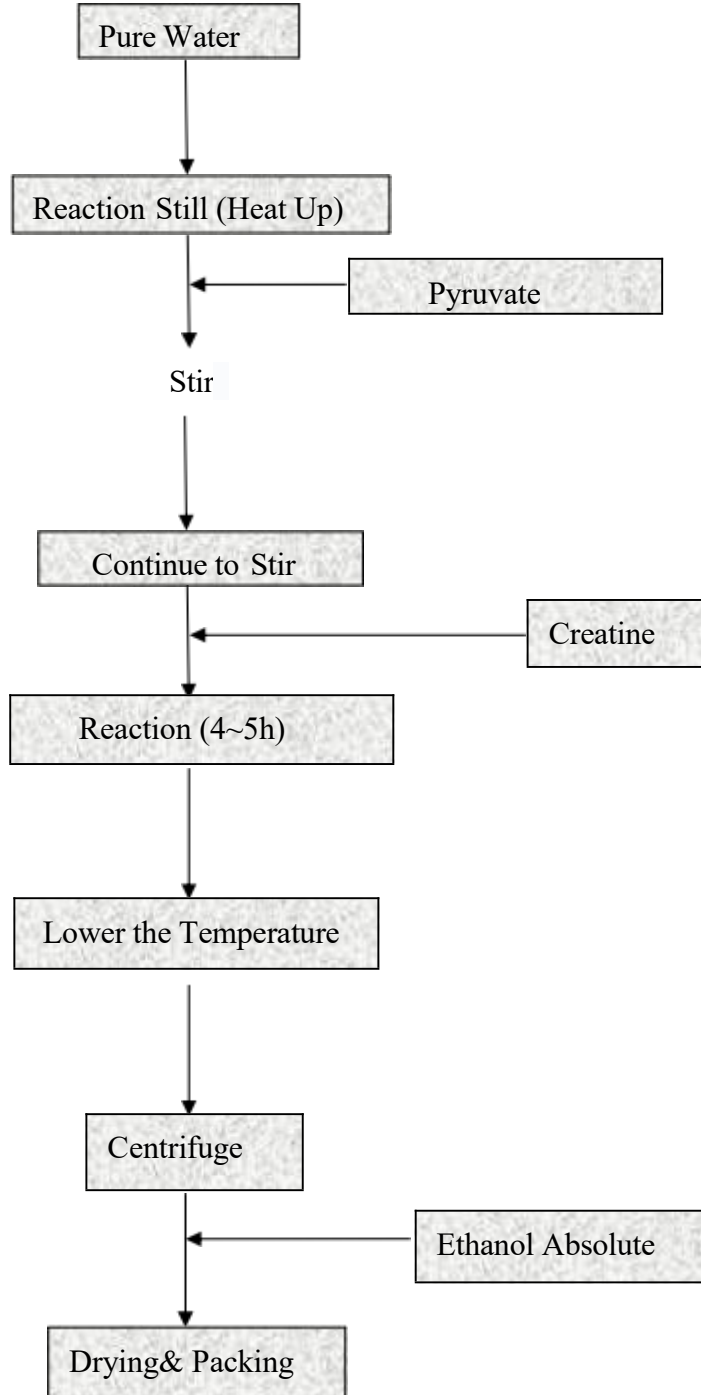 Pure Water
Reaction Still (Heat Up)
Pyruvate
Stir
Continue to Stir
Creatine
Reaction (4~5h)
Lower the Temperature
Centrifuge
Ethanol Absolute
Drying& Packing